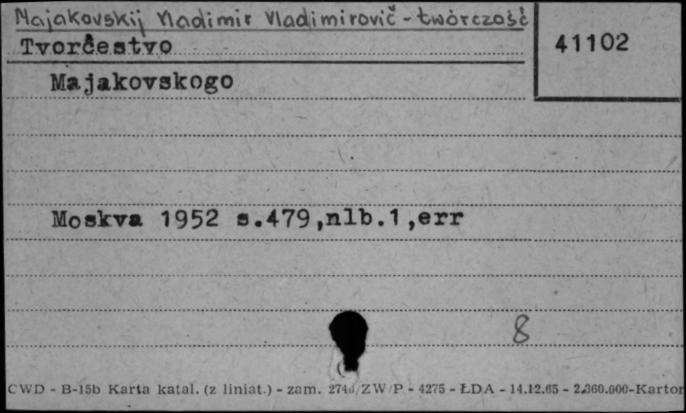 Majakovskij Vladimir Vladimirovič - twórczość
Tvorčestvo
41102
Majakovskogo
Moskva 1952 s.479,nlb.1,err
8
CWD - B-15b Karta katal. (z liniat.) - zam. ZW P - 4275 - ŁDA - 14.12.65 - 2.360.000-Karton